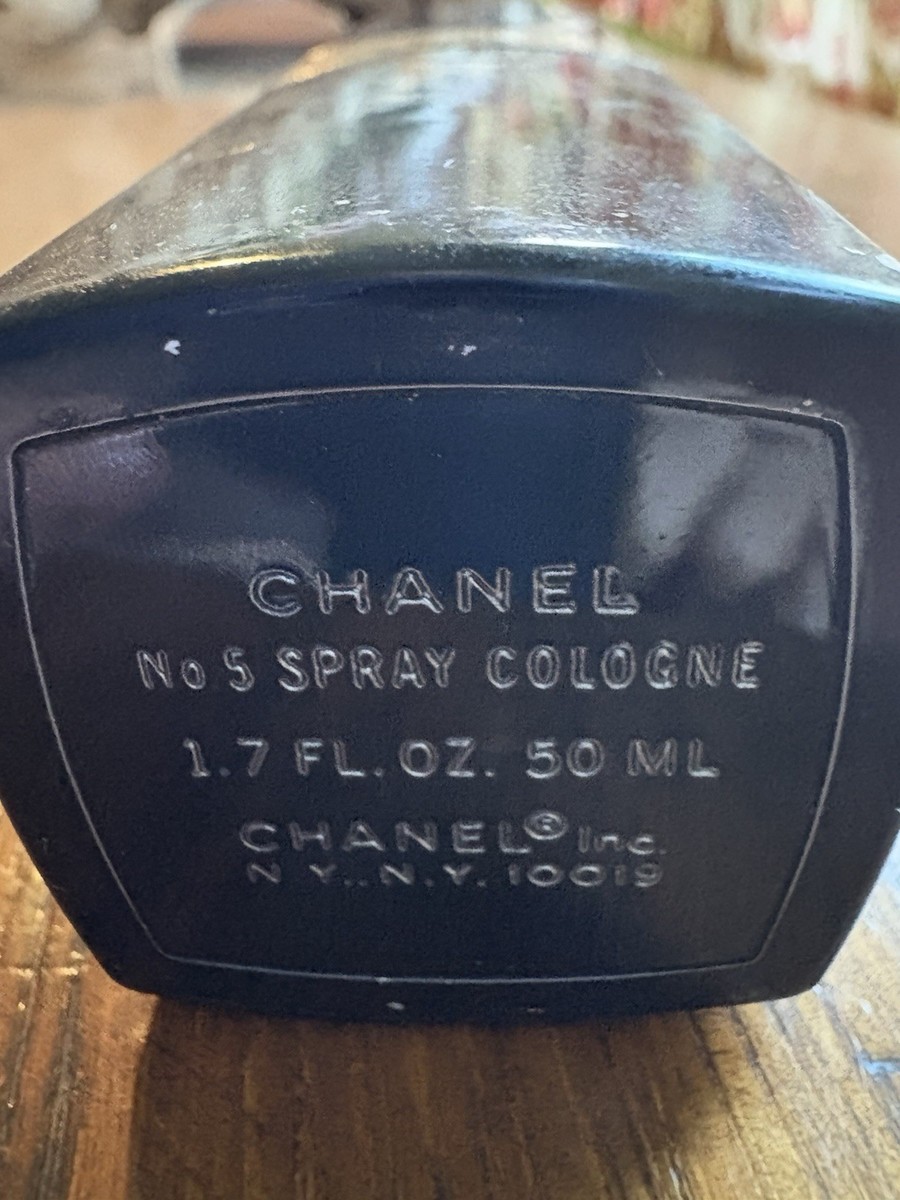 CHANEL
No 5 SPRAY COLOGNE
1.7 FL. OZ. 50 ML
CHANEL® Inc.
N Y., N.Y. 10019